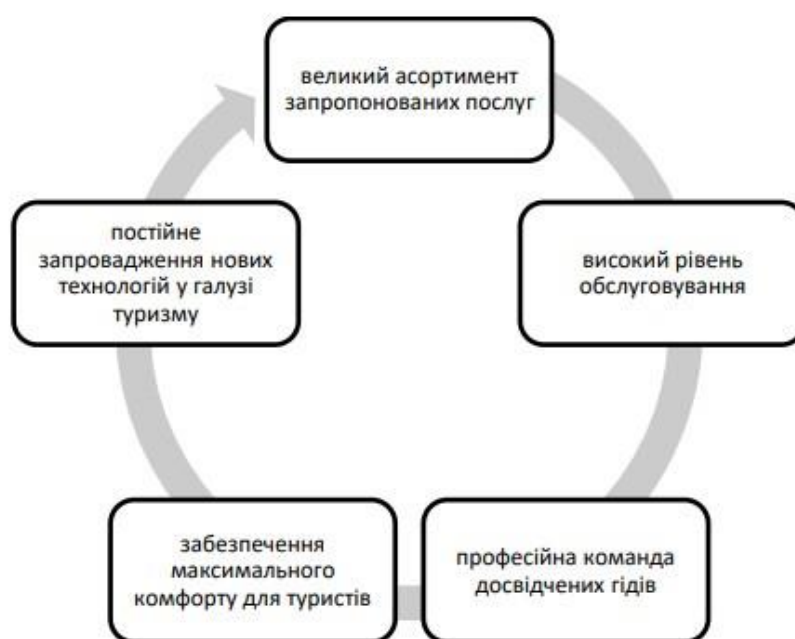 великий асортимент
запропонованих послуг
високий рівень
обслуговування
професійна команда
досвідчених гідів
забезпечення
максимального
комфорту для туристів
постійне
запровадження нових
технологій у галузі
туризму